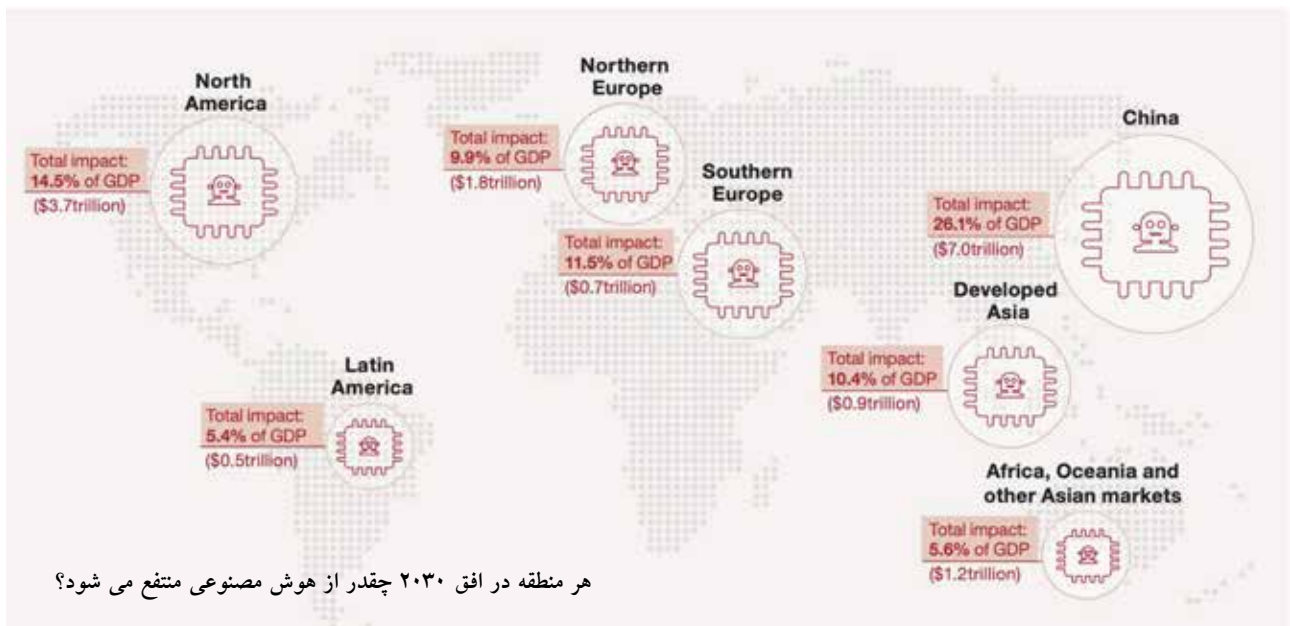 North
America
Total impact:
14.5% of GDP
($3.7trillion)
Northern
Europe
Total impact:
9.9% of GDP
($1.8trillion)
Southern
Europe
Total impact:
11.5% of GDP
($0.7trillion)
China
Total impact:
26.1% of GDP
($7.0trillion)
Developed
Asia
Total impact:
10.4% of GDP
($0.9trillion)
Latin
America
Total impact:
5.4% of GDP
($0.5trillion)
Africa, Oceania and
other Asian markets
Total impact:
5.6% of GDP
($1.2trillion)
هر منطقه در افق ۲۰۳۰ چقدر از هوش مصنوعی منتفع می شود؟